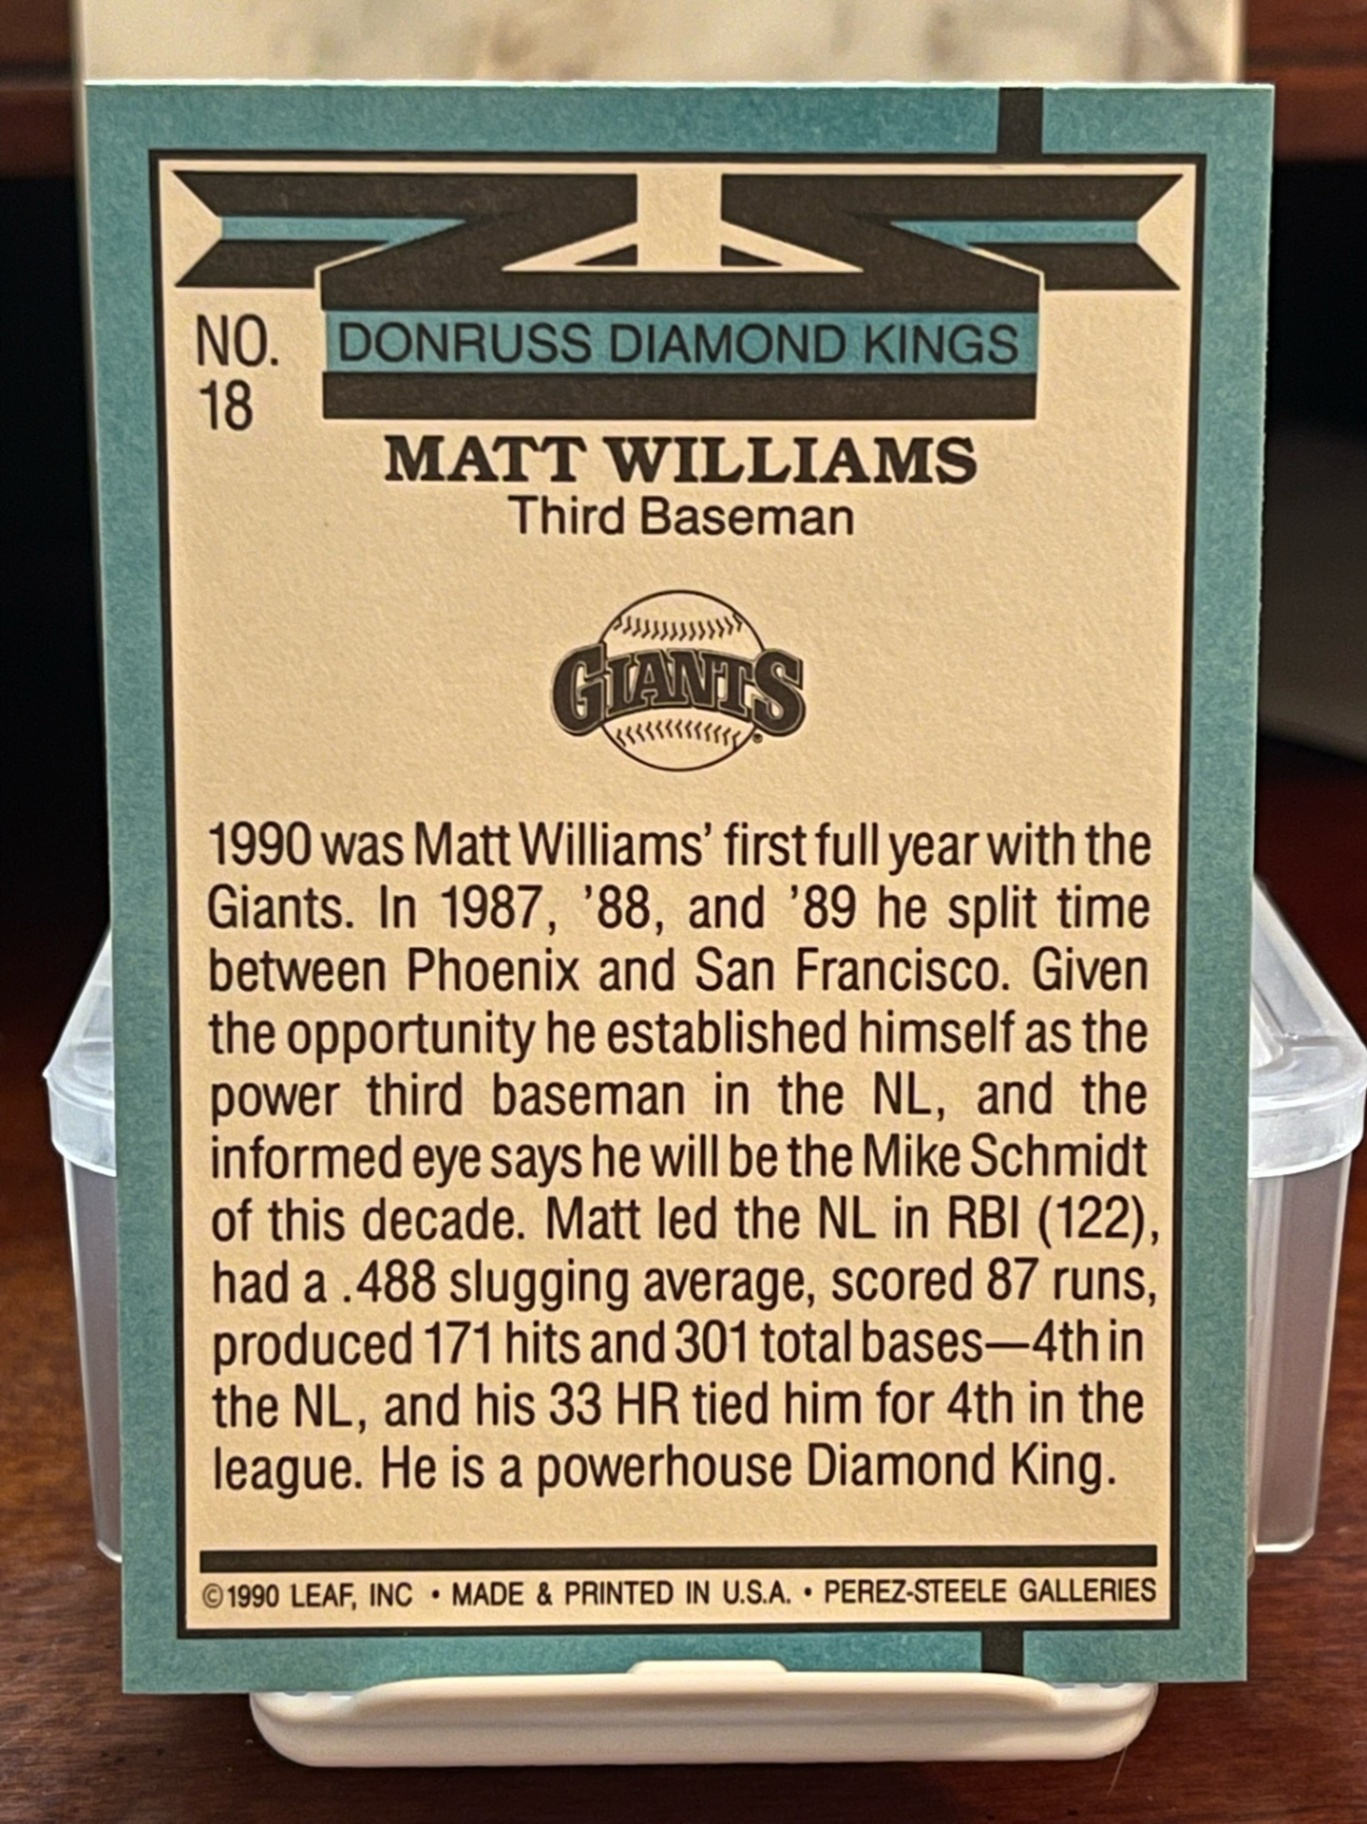 NO.
18
DONRUSS DIAMOND KINGS
MATT WILLIAMS
Third Baseman
GIANTS
1990 was Matt Williams’ first full year with the
Giants. In 1987, ’88, and ’89 he split time
between Phoenix and San Francisco. Given
the opportunity he established himself as the
power third baseman in the NL, and the
informed eye says he will be the Mike Schmidt
of this decade. Matt led the NL in RBI (122),
had a .488 slugging average, scored 87 runs,
produced 171 hits and 301 total bases—4th in
the NL, and his 33 HR tied him for 4th in the
league. He is a powerhouse Diamond King.
©1990 LEAF, INC • MADE & PRINTED IN U.S.A. • PEREZ-STEELE GALLERIES